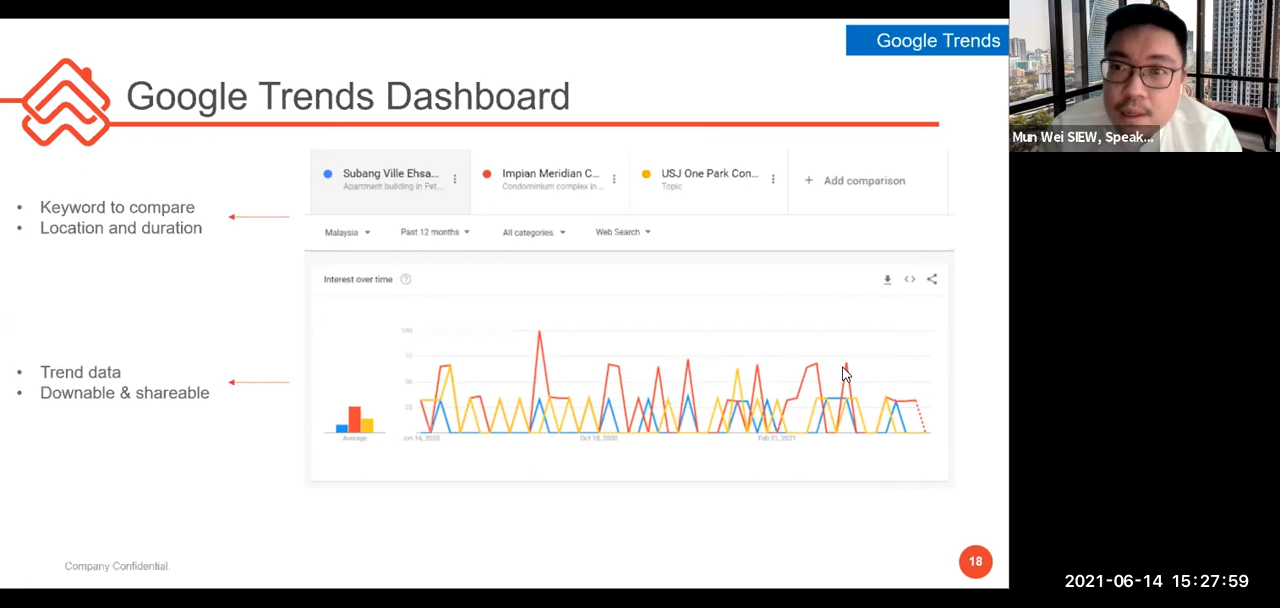 Google Trends
Google Trends Dashboard
Mun Wei SIEW, Speak...
Subang Ville Ehsa...
Apartment building in Pet...
Impian Meridian C...
Condominium complex in ...
USJ One Park Con...
Topic
+ Add comparison
• Keyword to compare
• Location and duration
Malaysia
Past 12 months
All categories
Web Search
Interest over time
?
100
75
50
25
Average
Jun 14, 2020
Oct 18, 2020
Feb 21, 2021
• Trend data
• Downable & shareable
Company Confidential.
18
2021-06-14 15:27:59